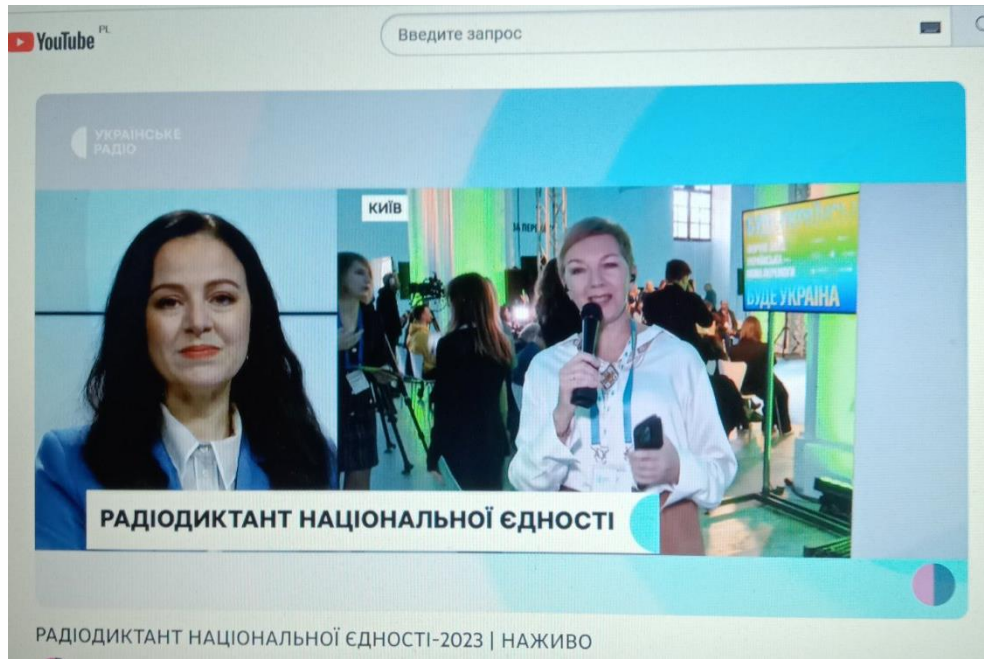 YouTube PL
Введите запрос
УКРАЇНСЬКЕ
РАДІО
КИЇВ
БУДЕ УКРАЇНА
РАДІОДИКТАНТ НАЦІОНАЛЬНОЇ ЄДНОСТІ
РАДІОДИКТАНТ НАЦІОНАЛЬНОЇ ЄДНОСТІ-2023 | НАЖИВО